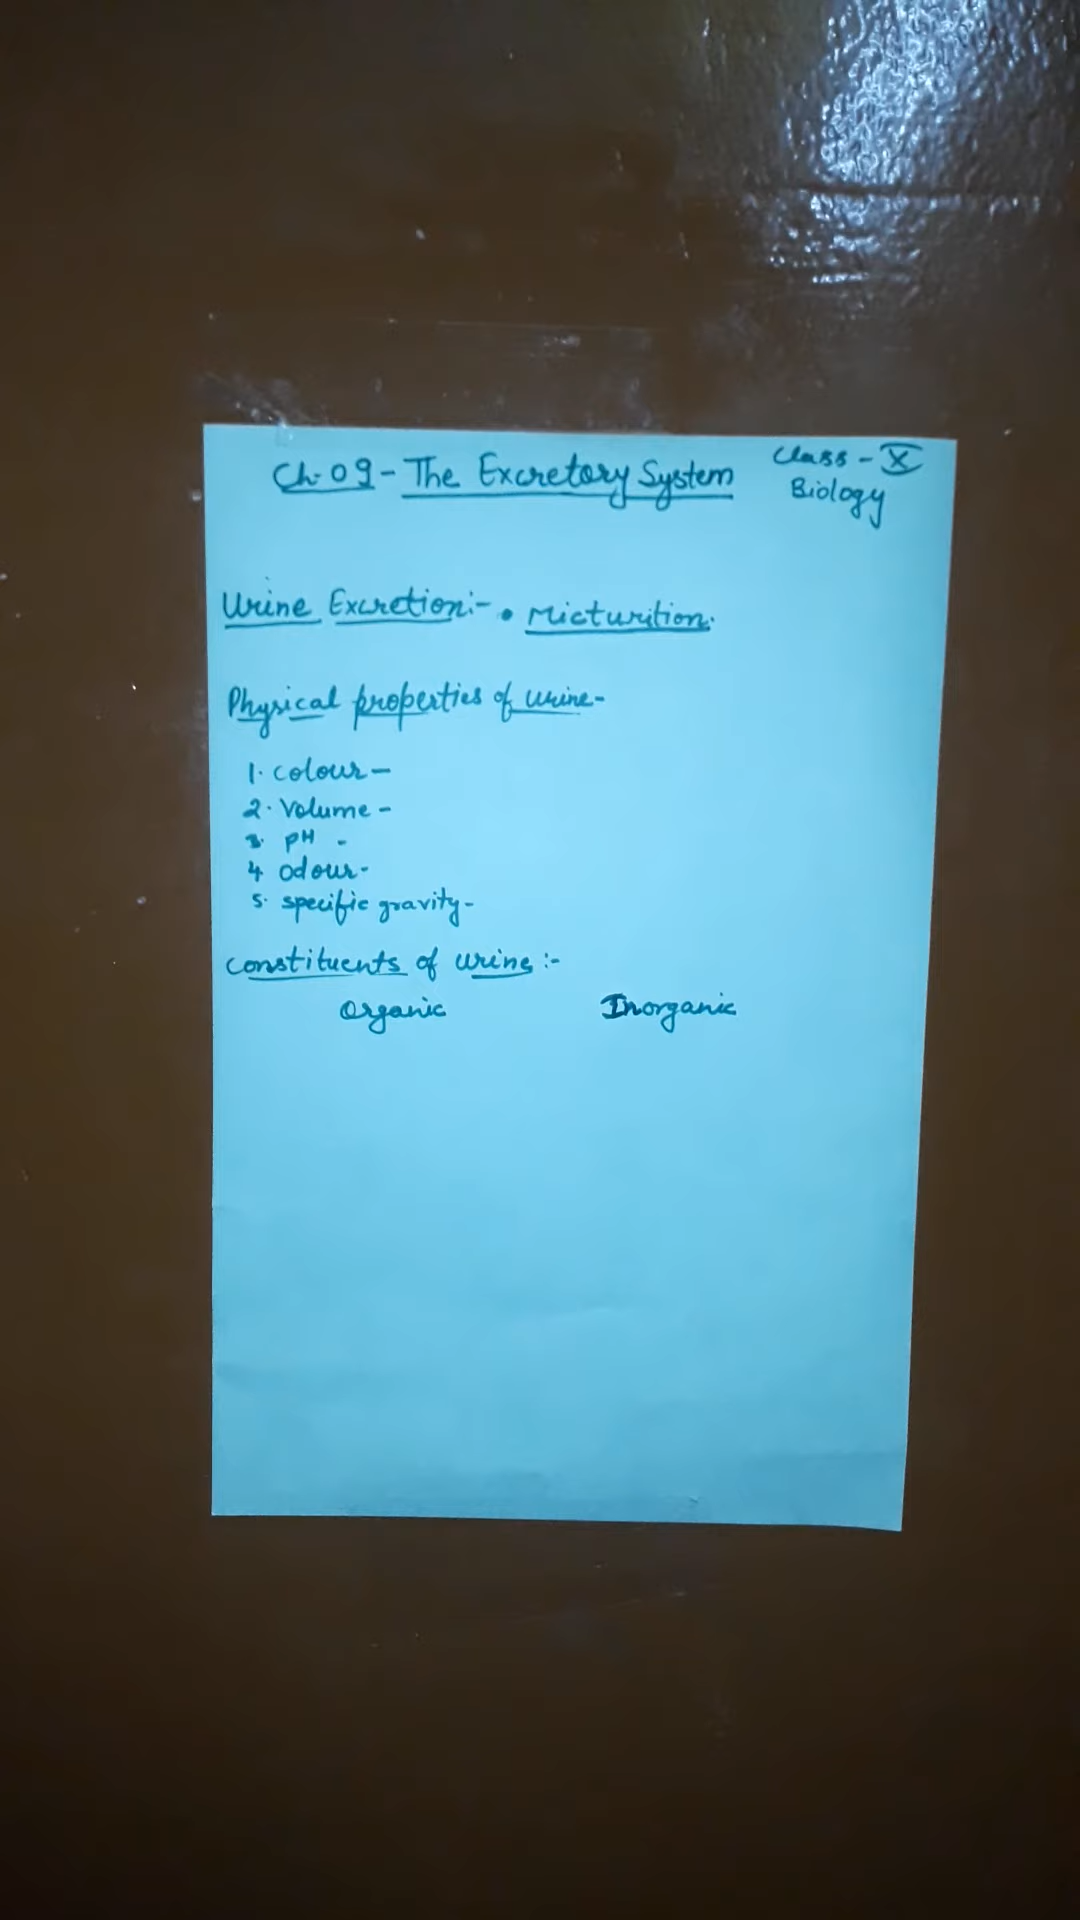 Ch-09 - The Excretory System
Class - X
Biology
Urine Excretion:- • Micturition.
Physical properties of urine-
1. colour-
2. Volume-
3. pH -
4. odour-
5. specific gravity-
constituents of urine:-
Organic Inorganic